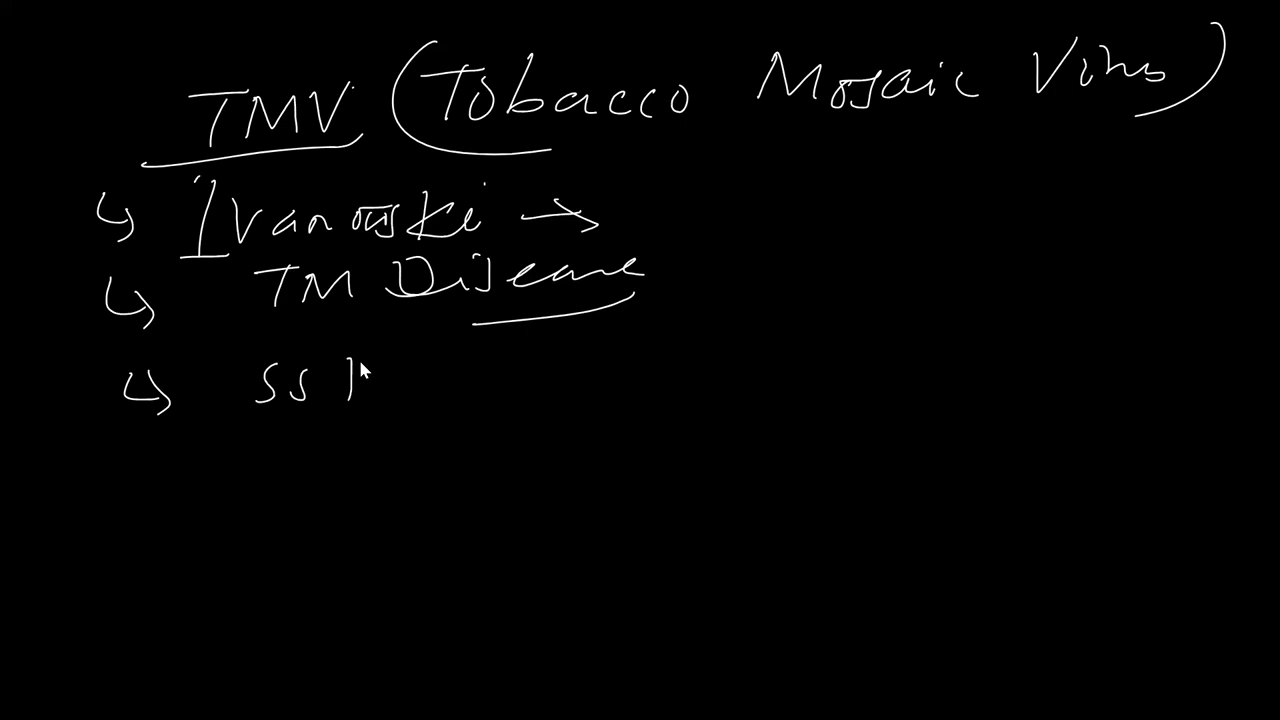 TMV (Tobacco Mosaic Virus)
↳ Ivanowski →
↳ TM Disease
↳ SS